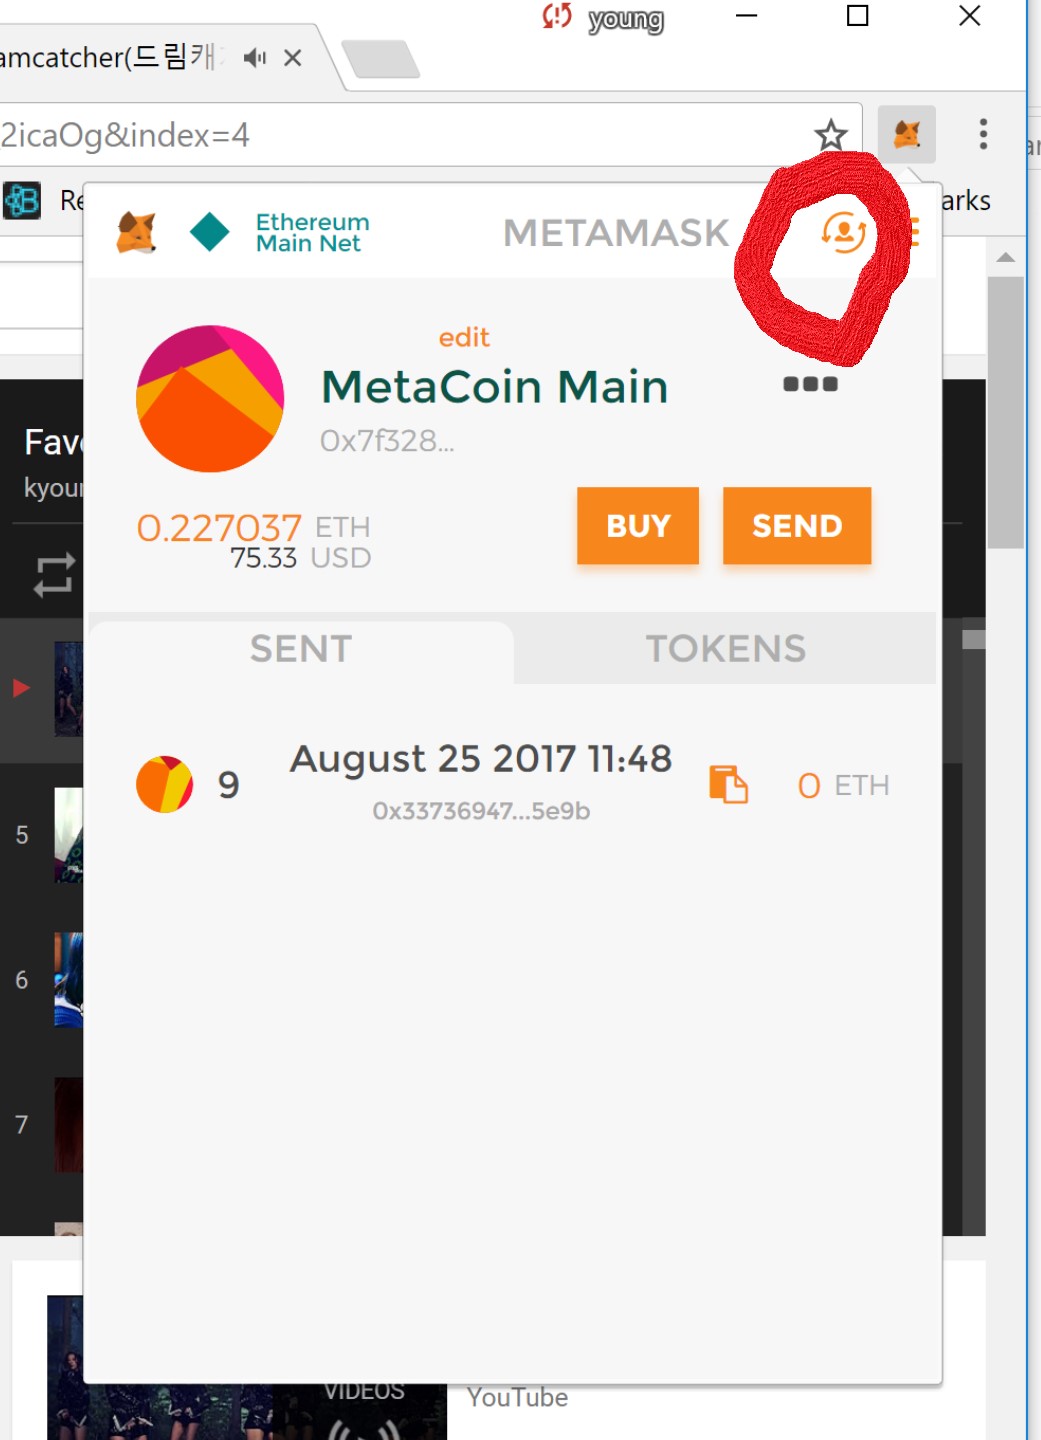 young
amcatcher(드림캐
2icaOg&index=4
Re
arks
Ethereum
Main Net
METAMASK
edit
MetaCoin Main
0x7f328...
0.227037 ETH
75.33 USD
BUY
SEND
SENT
TOKENS
9
August 25 2017 11:48
0x33736947...5e9b
0 ETH
Fav
kyour
5
6
7
VIDEOS
YouTube